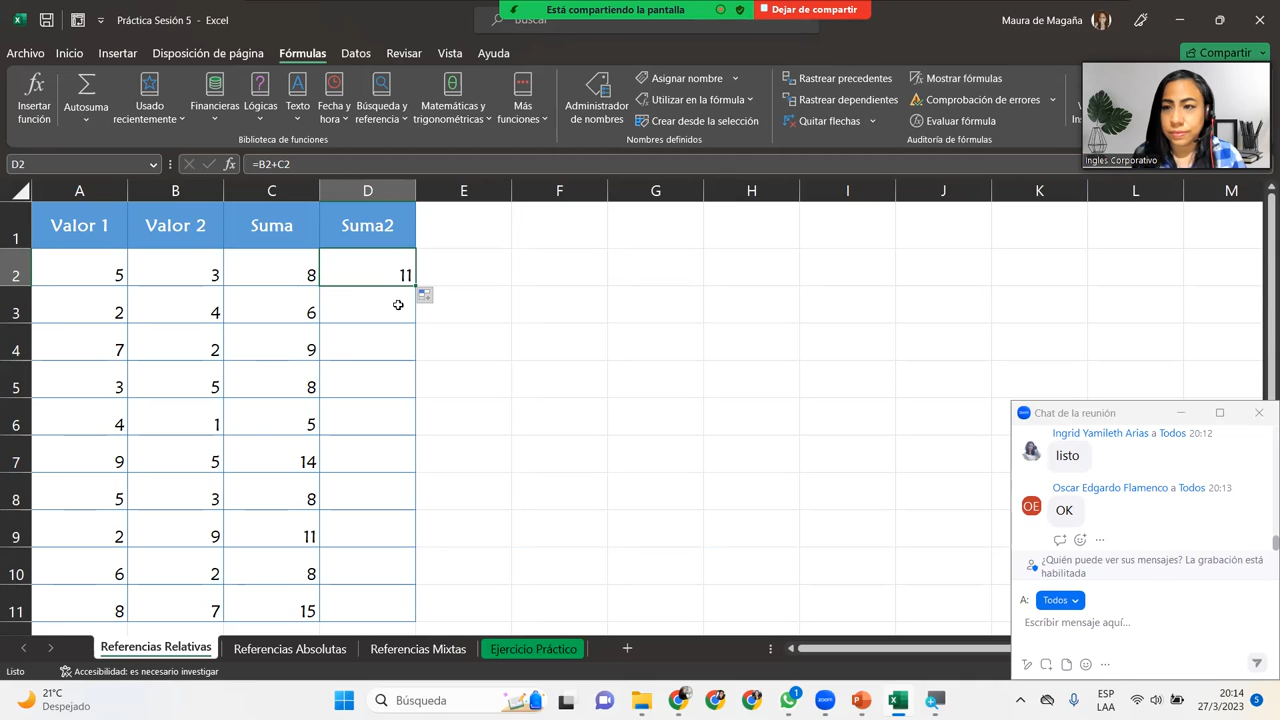 Práctica Sesión 5 - Excel
Está compartiendo la pantalla
Dejar de compartir
Buscar
Maura de Magaña
Archivo Inicio Insertar Disposición de página Fórmulas Datos Revisar Vista Ayuda
Compartir
Insertar función
Autosuma
Usado recientemente
Financieras
Lógicas
Texto
Fecha y hora
Búsqueda y referencia
Matemáticas y trigonométricas
Más funciones
Biblioteca de funciones
Administrador de nombres
Asignar nombre
Utilizar en la fórmula
Crear desde la selección
Nombres definidos
Rastrear precedentes
Rastrear dependientes
Quitar flechas
Mostrar fórmulas
Comprobación de errores
Evaluar fórmula
Auditoría de fórmulas
Ingles Corporativo
D2
fx
=B2+C2
A B C D E F G H I J K L M
1 Valor 1 Valor 2 Suma Suma2
2 5 3 8 11
3 2 4 6
4 7 2 9
5 3 5 8
6 4 1 5
7 9 5 14
8 5 3 8
9 2 9 11
10 6 2 8
11 8 7 15
zoom
Chat de la reunión
Ingrid Yamileth Arias a Todos 20:12
listo
Oscar Edgardo Flamenco a Todos 20:13
OE
OK
¿Quién puede ver sus mensajes? La grabación está
habilitada
A: Todos
Escribir mensaje aquí...
Referencias Relativas Referencias Absolutas Referencias Mixtas Ejercicio Práctico
Listo
Accesibilidad: es necesario investigar
21°C
Despejado
Búsqueda
1
zoom
ESP
LAA
20:14
27/3/2023
5